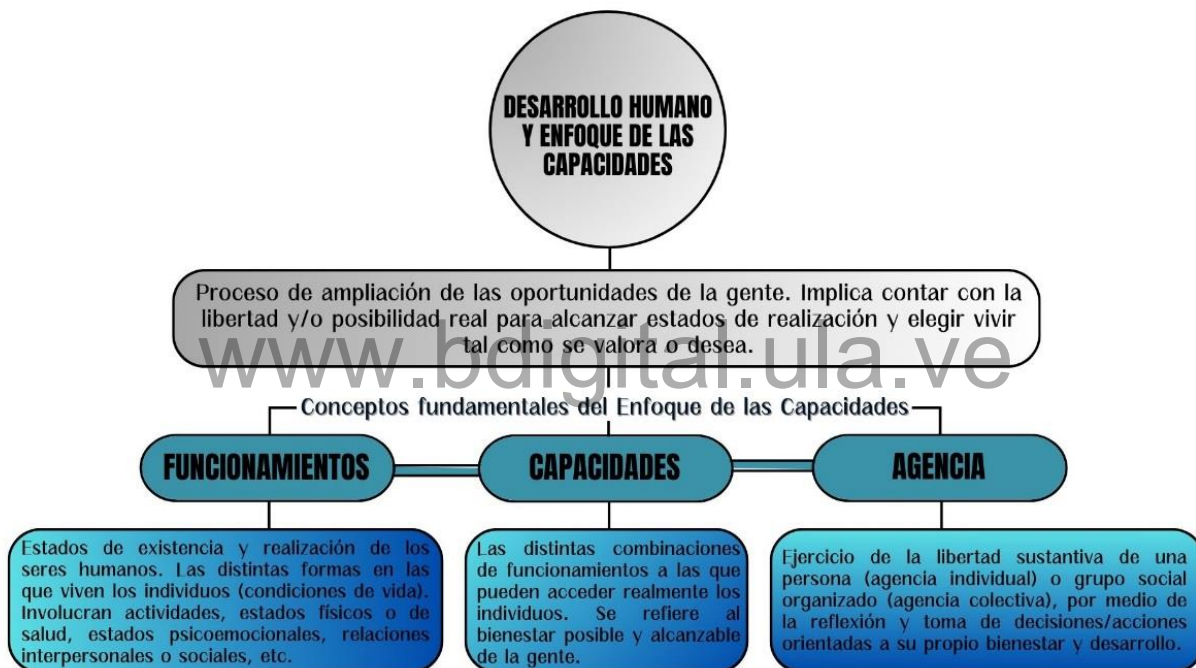 DESARROLLO HUMANO
Y ENFOQUE DE LAS
CAPACIDADES
Proceso de ampliación de las oportunidades de la gente. Implica contar con la
libertad y/o posibilidad real para alcanzar estados de realización y elegir vivir
tal como se valora o desea.
www.bdigital.ula.ve
Conceptos fundamentales del Enfoque de las Capacidades
FUNCIONAMIENTOS
CAPACIDADES
AGENCIA
Estados de existencia y realización de los
seres humanos. Las distintas formas en las
que viven los individuos (condiciones de vida).
Involucran actividades, estados físicos o de
salud, estados psicoemocionales, relaciones
interpersonales o sociales, etc.
Las distintas combinaciones
de funcionamientos a las que
pueden acceder realmente los
individuos. Se refiere al
bienestar posible y alcanzable
de la gente.
Ejercicio de la libertad sustantiva de una
persona (agencia individual) o grupo social
organizado (agencia colectiva), por medio de
la reflexión y toma de decisiones/acciones
orientadas a su propio bienestar y desarrollo.